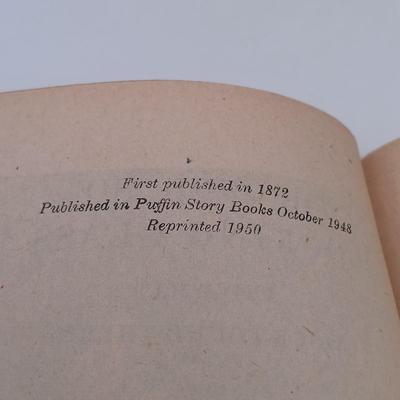 First published in 1872
Published in Puffin Story Books October 1948
Reprinted 1950